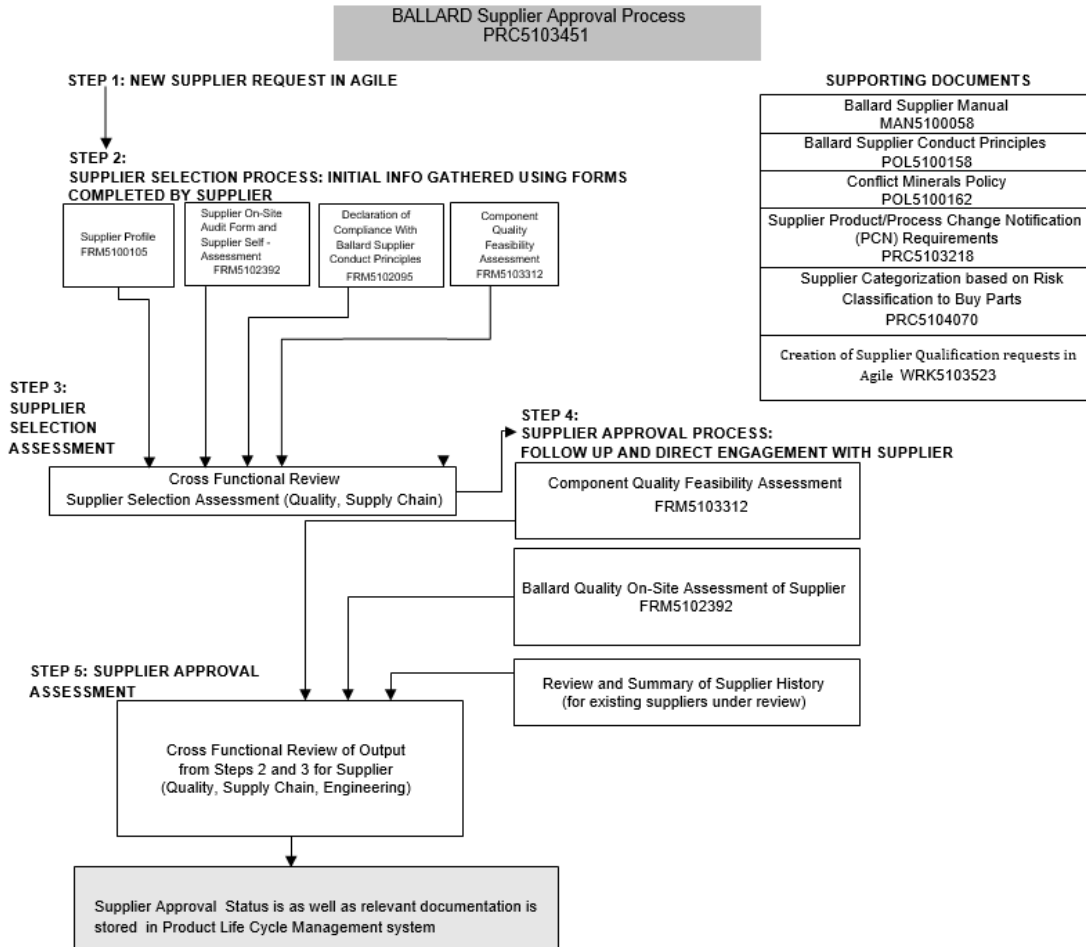 BALLARD Supplier Approval Process
PRC5103451
STEP 1: NEW SUPPLIER REQUEST IN AGILE
STEP 2:
SUPPLIER SELECTION PROCESS: INITIAL INFO GATHERED USING FORMS
COMPLETED BY SUPPLIER
Supplier Profile
FRM5100105
Supplier On-Site
Audit Form and
Supplier Self -
Assessment
FRM5102392
Declaration of
Compliance With
Ballard Supplier
Conduct Principles
FRM5102095
Component
Quality
Feasibility
Assessment
FRM5103312
SUPPORTING DOCUMENTS
Ballard Supplier Manual
MAN5100058
Ballard Supplier Conduct Principles
POL5100158
Conflict Minerals Policy
POL5100162
Supplier Product/Process Change Notification
(PCN) Requirements
PRC5103218
Supplier Categorization based on Risk
Classification to Buy Parts
PRC5104070
Creation of Supplier Qualification requests in
Agile WRK5103523
STEP 3:
SUPPLIER
SELECTION
ASSESSMENT
Cross Functional Review
Supplier Selection Assessment (Quality, Supply Chain)
STEP 4:
SUPPLIER APPROVAL PROCESS:
FOLLOW UP AND DIRECT ENGAGEMENT WITH SUPPLIER
Component Quality Feasibility Assessment
FRM5103312
Ballard Quality On-Site Assessment of Supplier
FRM5102392
Review and Summary of Supplier History
(for existing suppliers under review)
STEP 5: SUPPLIER APPROVAL
ASSESSMENT
Cross Functional Review of Output
from Steps 2 and 3 for Supplier
(Quality, Supply Chain, Engineering)
Supplier Approval Status is as well as relevant documentation is
stored in Product Life Cycle Management system